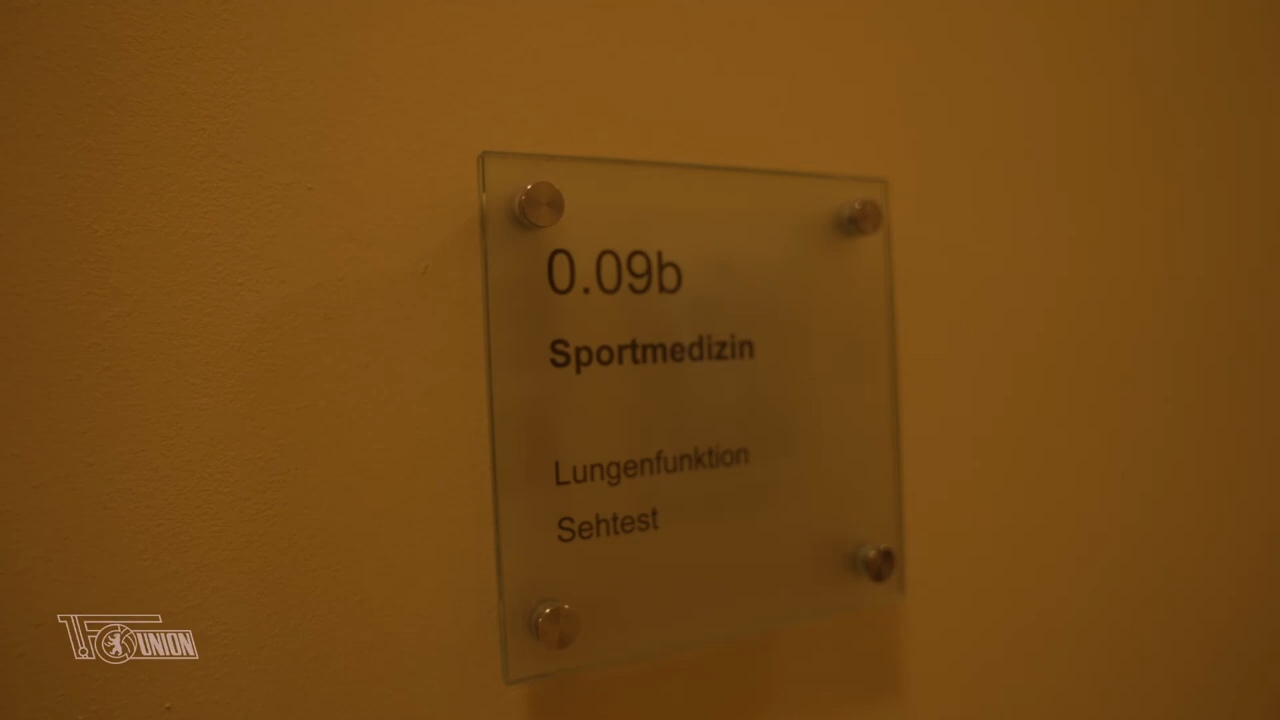 0.09b
Sportmedizin
Lungenfunktion
Sehtest
1. FC UNION